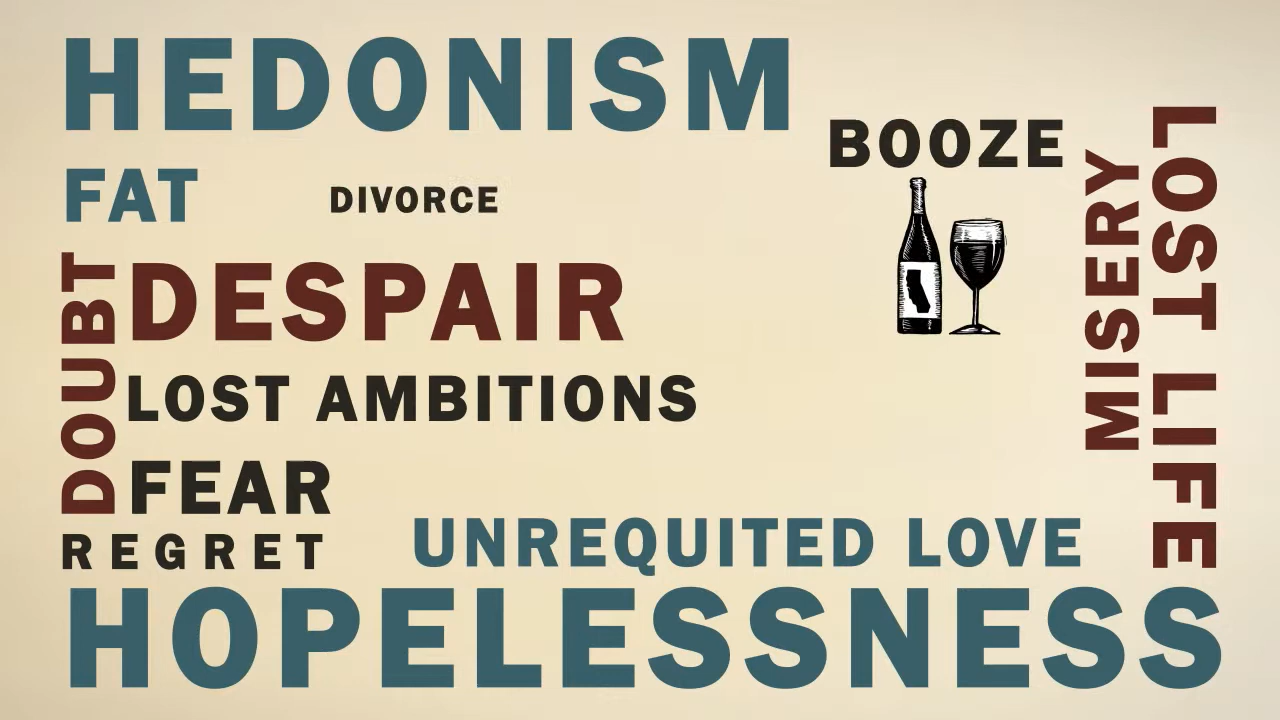 HEDONISM
BOOZE
FAT
DIVORCE
LOST LIFE
MISERY
DOUBT
DESPAIR
LOST AMBITIONS
FEAR
REGRET
UNREQUITED LOVE
HOPELESSNESS